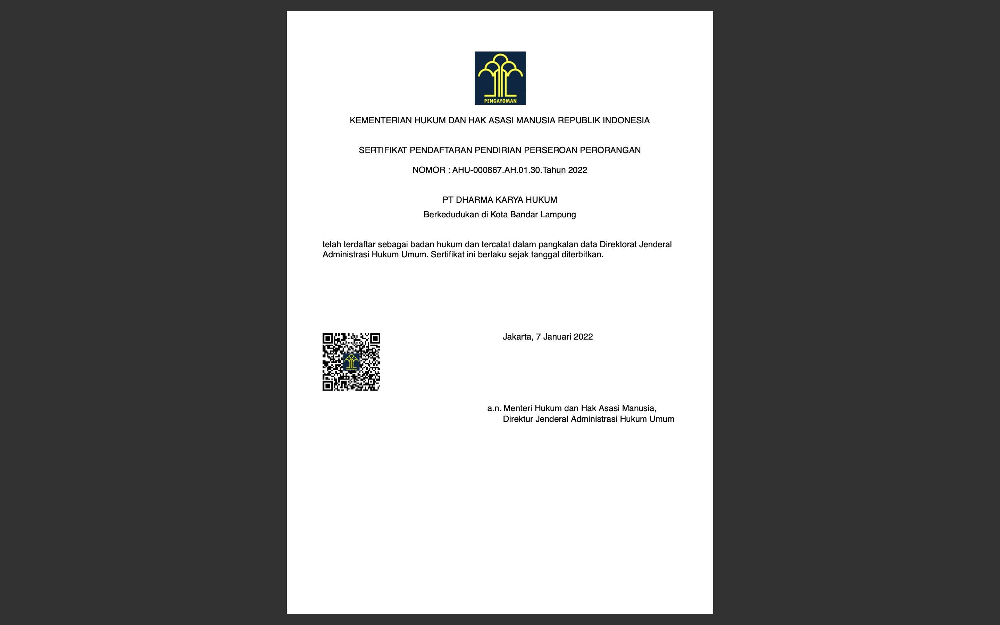 PENGAYOMAN
KEMENTERIAN HUKUM DAN HAK ASASI MANUSIA REPUBLIK INDONESIA
SERTIFIKAT PENDAFTARAN PENDIRIAN PERSEROAN PERORANGAN
NOMOR : AHU-000867.AH.01.30.Tahun 2022
PT DHARMA KARYA HUKUM
Berkedudukan di Kota Bandar Lampung
telah terdaftar sebagai badan hukum dan tercatat dalam pangkalan data Direktorat Jenderal
Administrasi Hukum Umum. Sertifikat ini berlaku sejak tanggal diterbitkan.
Jakarta, 7 Januari 2022
PENGAYOMAN
a.n. Menteri Hukum dan Hak Asasi Manusia,
Direktur Jenderal Administrasi Hukum Umum